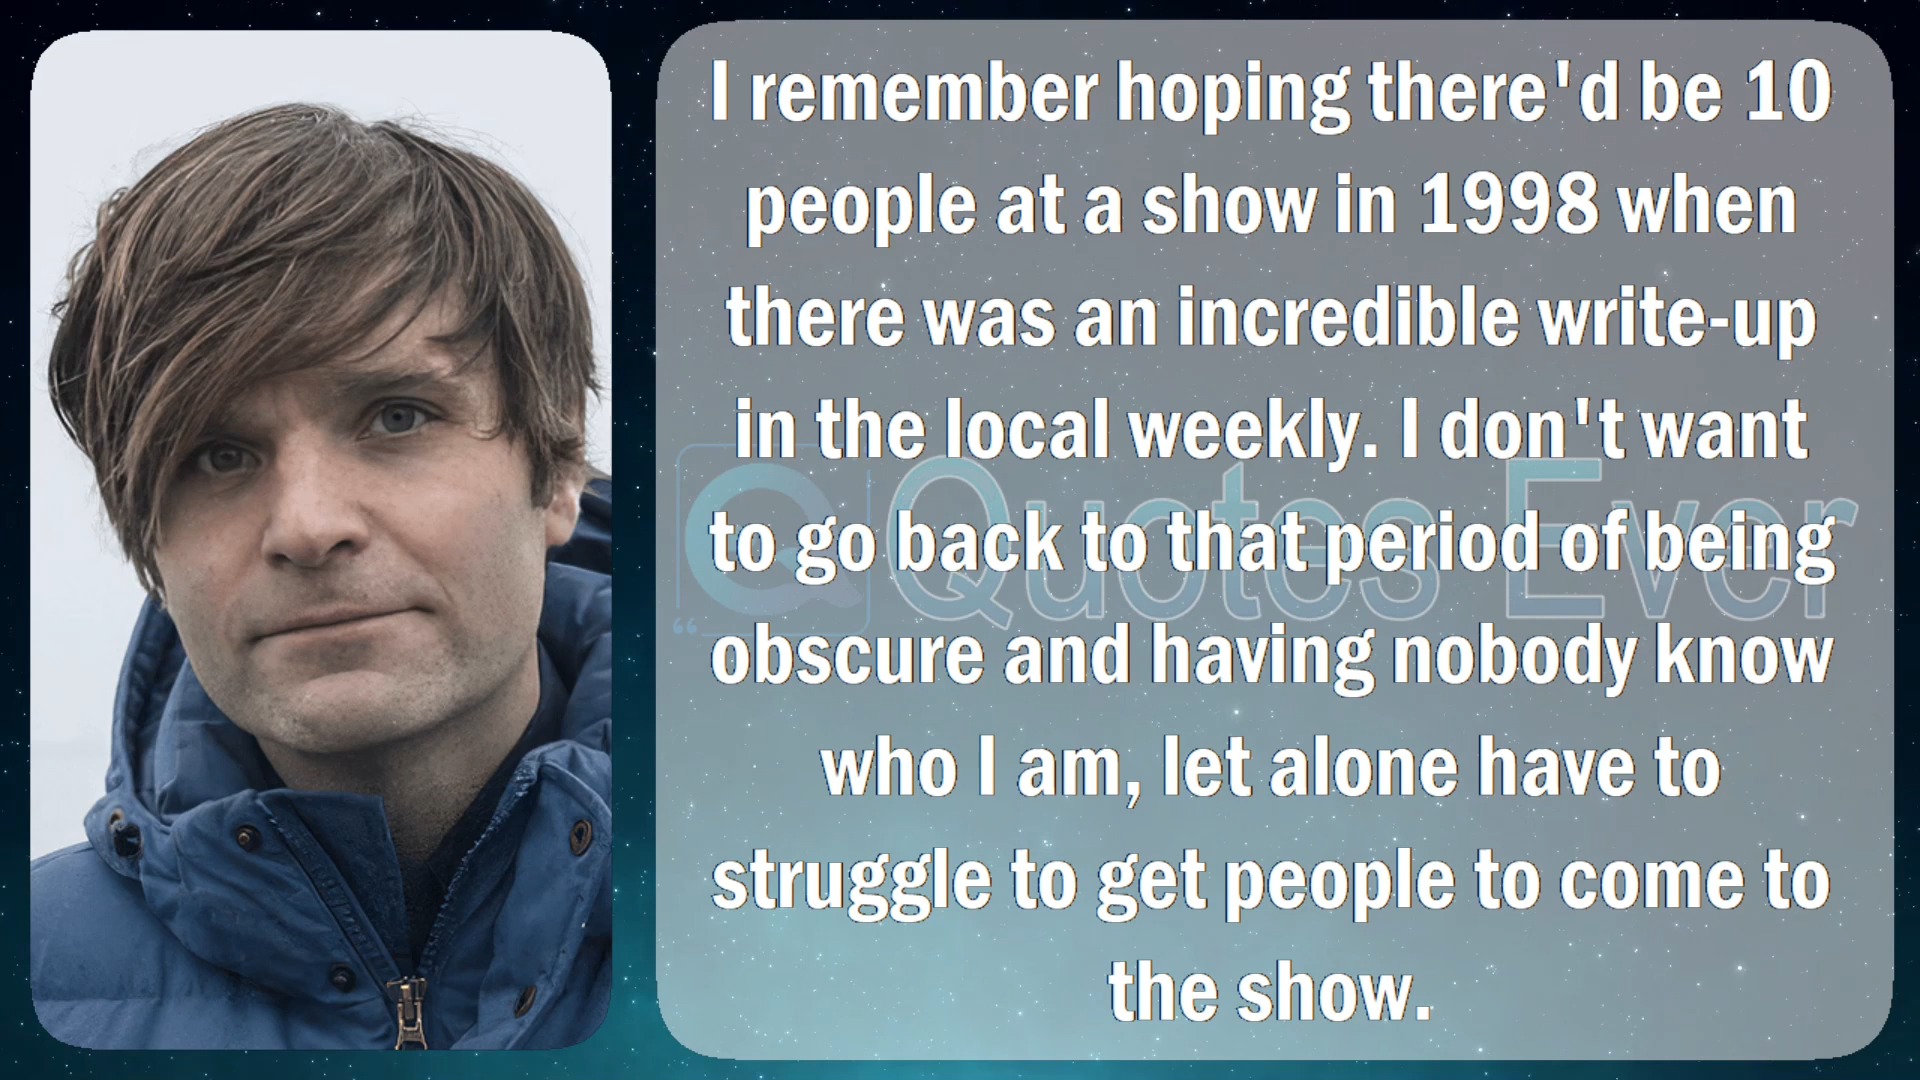 I remember hoping there'd be 10
people at a show in 1998 when
there was an incredible write-up
in the local weekly. I don't want
to go back to that period of being
obscure and having nobody know
who I am, let alone have to
struggle to get people to come to
the show.
Quotes Ever